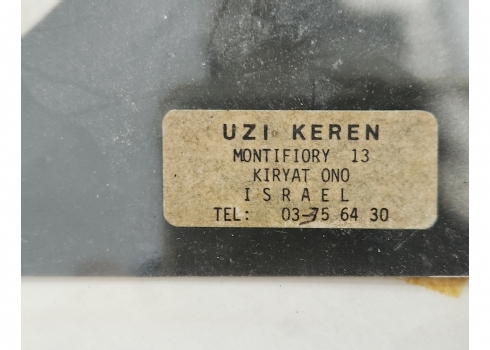 UZI KEREN
MONTIFIORY 13
KIRYAT ONO
ISRAEL
TEL: 03-75 64 30